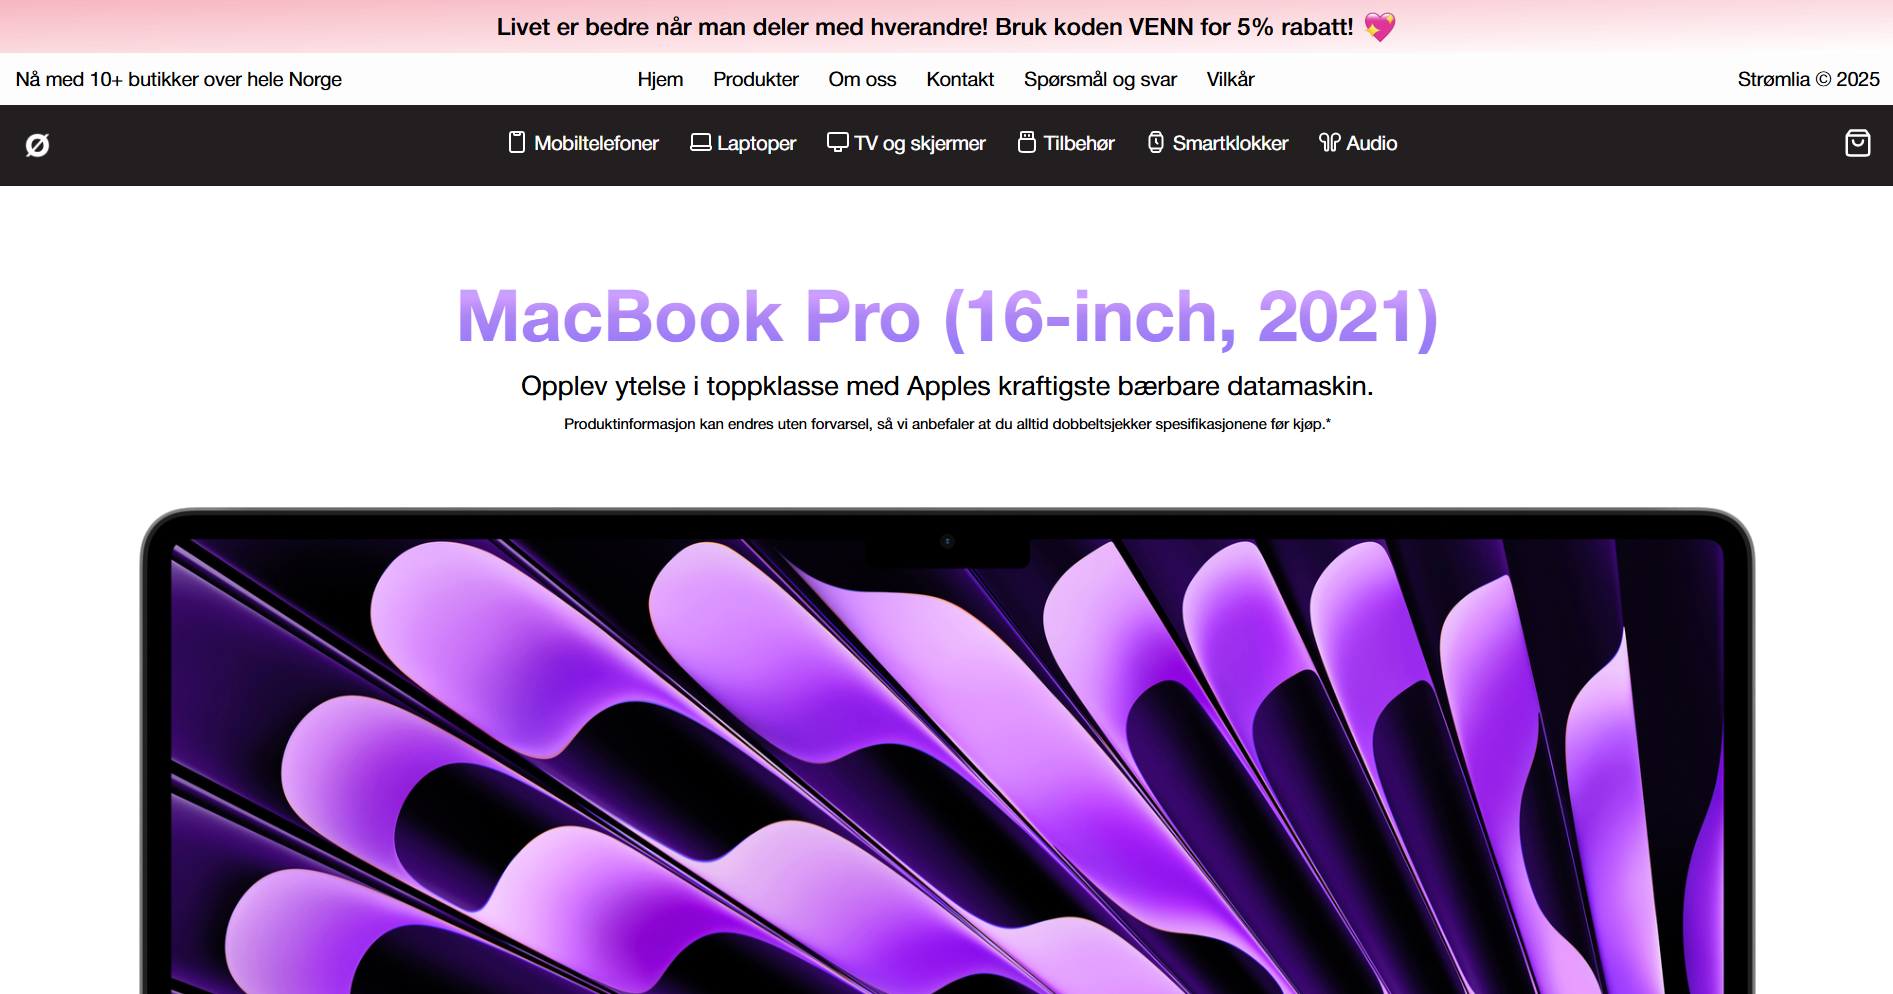 Livet er bedre når man deler med hverandre! Bruk koden VENN for 5% rabatt! 💖
Nå med 10+ butikker over hele Norge
Hjem Produkter Om oss Kontakt Spørsmål og svar Vilkår
Strømlia © 2025
Ø
Mobiltelefoner Laptoper TV og skjermer Tilbehør Smartklokker Audio
MacBook Pro (16-inch, 2021)
Opplev ytelse i toppklasse med Apples kraftigste bærbare datamaskin.
Produktinformasjon kan endres uten forvarsel, så vi anbefaler at du alltid dobbeltsjekker spesifikasjonene før kjøp.*